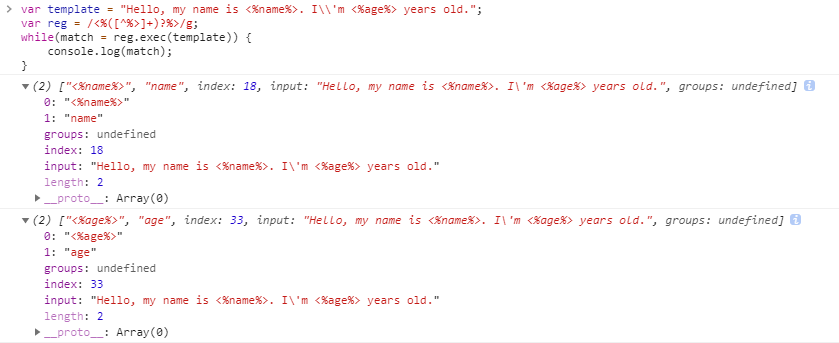 > var template = "Hello, my name is <%name%>. I\\'m <%age%> years old.";
var reg = /<%([^%>]+)?%>/g;
while(match = reg.exec(template)) {
    console.log(match);
}
▼(2) ["<%name%>", "name", index: 18, input: "Hello, my name is <%name%>. I\'m <%age%> years old.", groups: undefined] i
0: "<%name%>"
1: "name"
groups: undefined
index: 18
input: "Hello, my name is <%name%>. I\'m <%age%> years old."
length: 2
▶__proto__: Array(0)
▼(2) ["<%age%>", "age", index: 33, input: "Hello, my name is <%name%>. I\'m <%age%> years old.", groups: undefined] i
0: "<%age%>"
1: "age"
groups: undefined
index: 33
input: "Hello, my name is <%name%>. I\'m <%age%> years old."
length: 2
▶__proto__: Array(0)